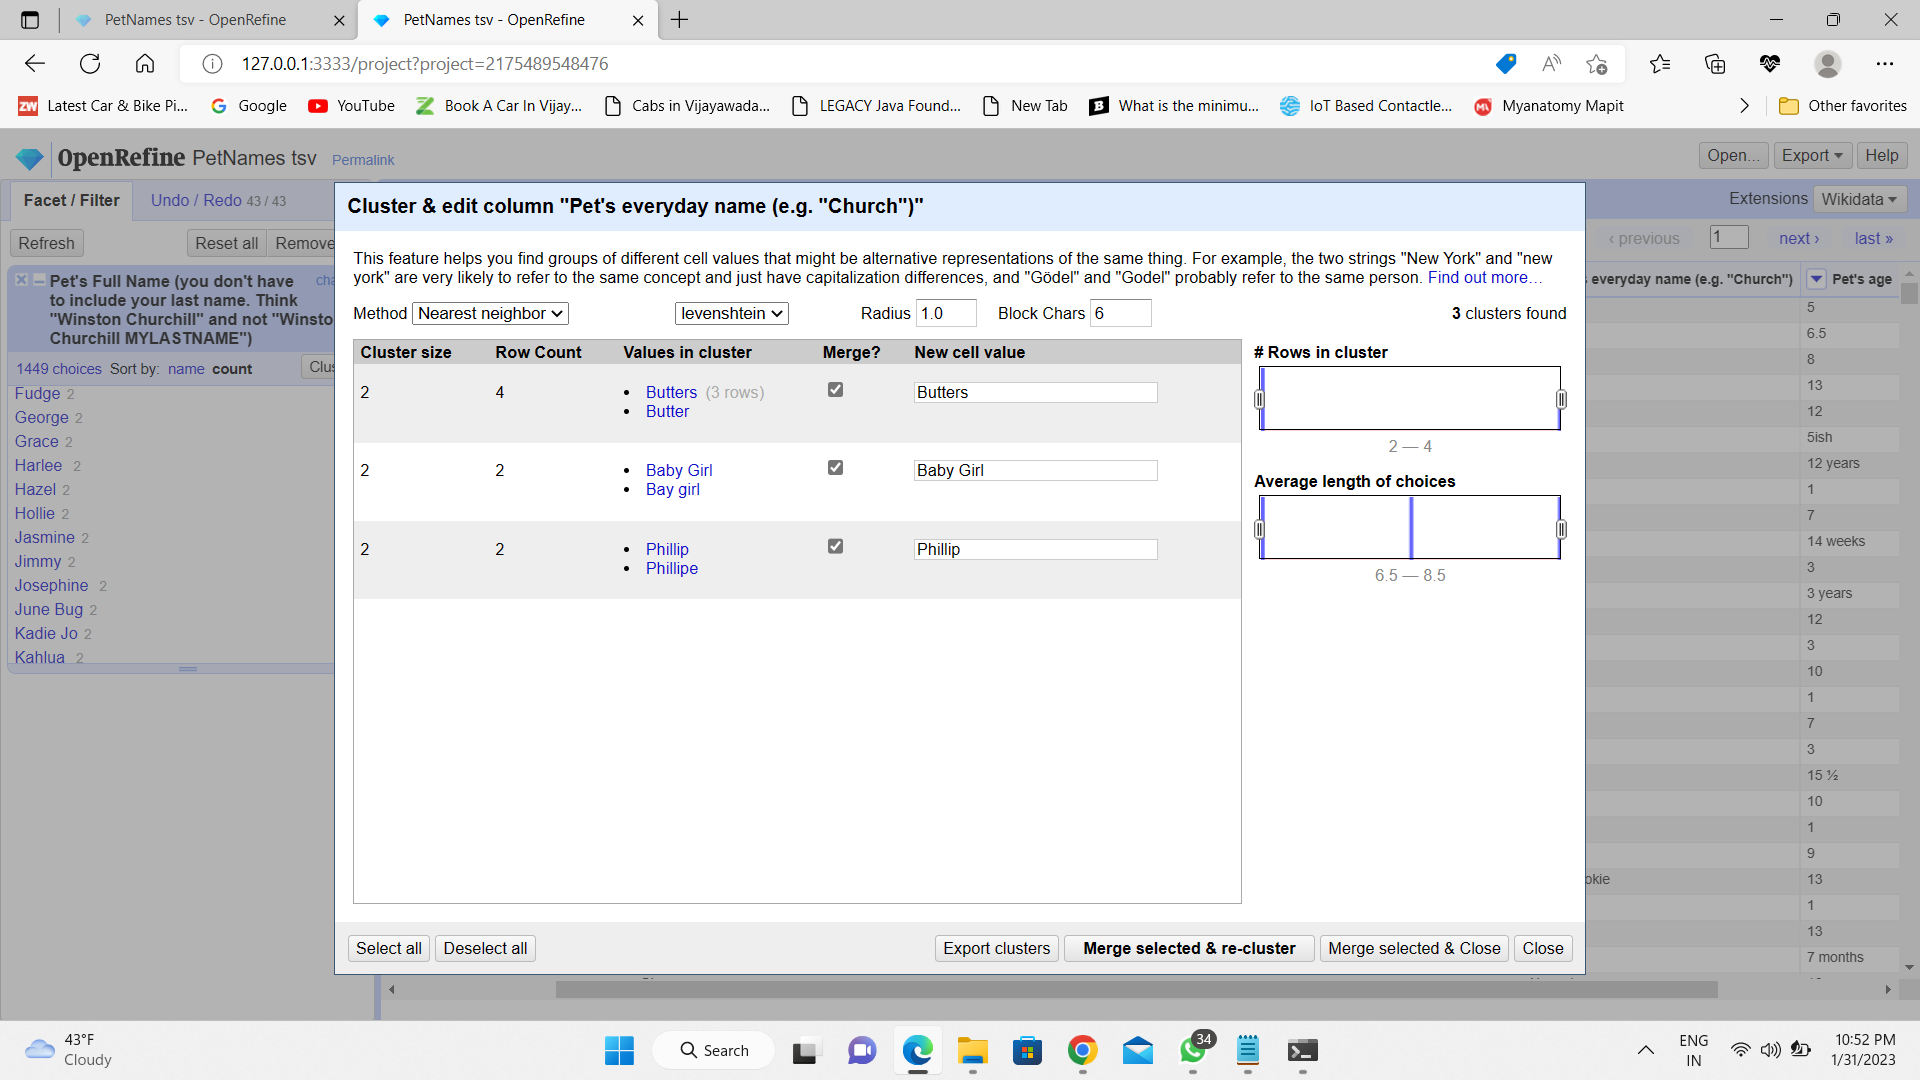 PetNames tsv - OpenRefine
PetNames tsv - OpenRefine
127.0.0.1:3333/project?project=2175489548476
Latest Car & Bike Pi...
Google
YouTube
Book A Car In Vijay...
Cabs in Vijayawada...
LEGACY Java Found...
New Tab
What is the minimu...
IoT Based Contactle...
Myanatomy Mapit
Other favorites
OpenRefine PetNames tsv Permalink
Open...
Export
Help
Facet / Filter
Undo / Redo 43 / 43
Extensions
Wikidata
Refresh
Reset all
Remove
‹ previous
1
next ›
last »
Pet's Full Name (you don't have
to include your last name. Think
"Winston Churchill" and not "Winsto
Churchill MYLASTNAME")
cha
1449 choices Sort by: name count
Clus
Fudge 2
George 2
Grace 2
Harlee 2
Hazel 2
Hollie 2
Jasmine 2
Jimmy 2
Josephine 2
June Bug 2
Kadie Jo 2
Kahlua 2
Cluster & edit column "Pet's everyday name (e.g. "Church")"
This feature helps you find groups of different cell values that might be alternative representations of the same thing. For example, the two strings "New York" and "new
york" are very likely to refer to the same concept and just have capitalization differences, and "Gödel" and "Godel" probably refer to the same person. Find out more…
Method Nearest neighbor
levenshtein
Radius 1.0
Block Chars 6
3 clusters found
Cluster size Row Count Values in cluster Merge? New cell value
2 4 • Butters (3 rows) Butters
• Butter
2 2 • Baby Girl Baby Girl
• Bay girl
2 2 • Phillip Phillip
• Phillipe
# Rows in cluster
2 — 4
Average length of choices
6.5 — 8.5
Select all
Deselect all
Export clusters
Merge selected & re-cluster
Merge selected & Close
Close
everyday name (e.g. "Church")
Pet's age
5
6.5
8
13
12
5ish
12 years
1
7
14 weeks
3
3 years
12
3
10
1
7
3
15 ½
10
1
9
okie 13
1
13
7 months
43°F
Cloudy
Search
34
ENG
IN
10:52 PM
1/31/2023